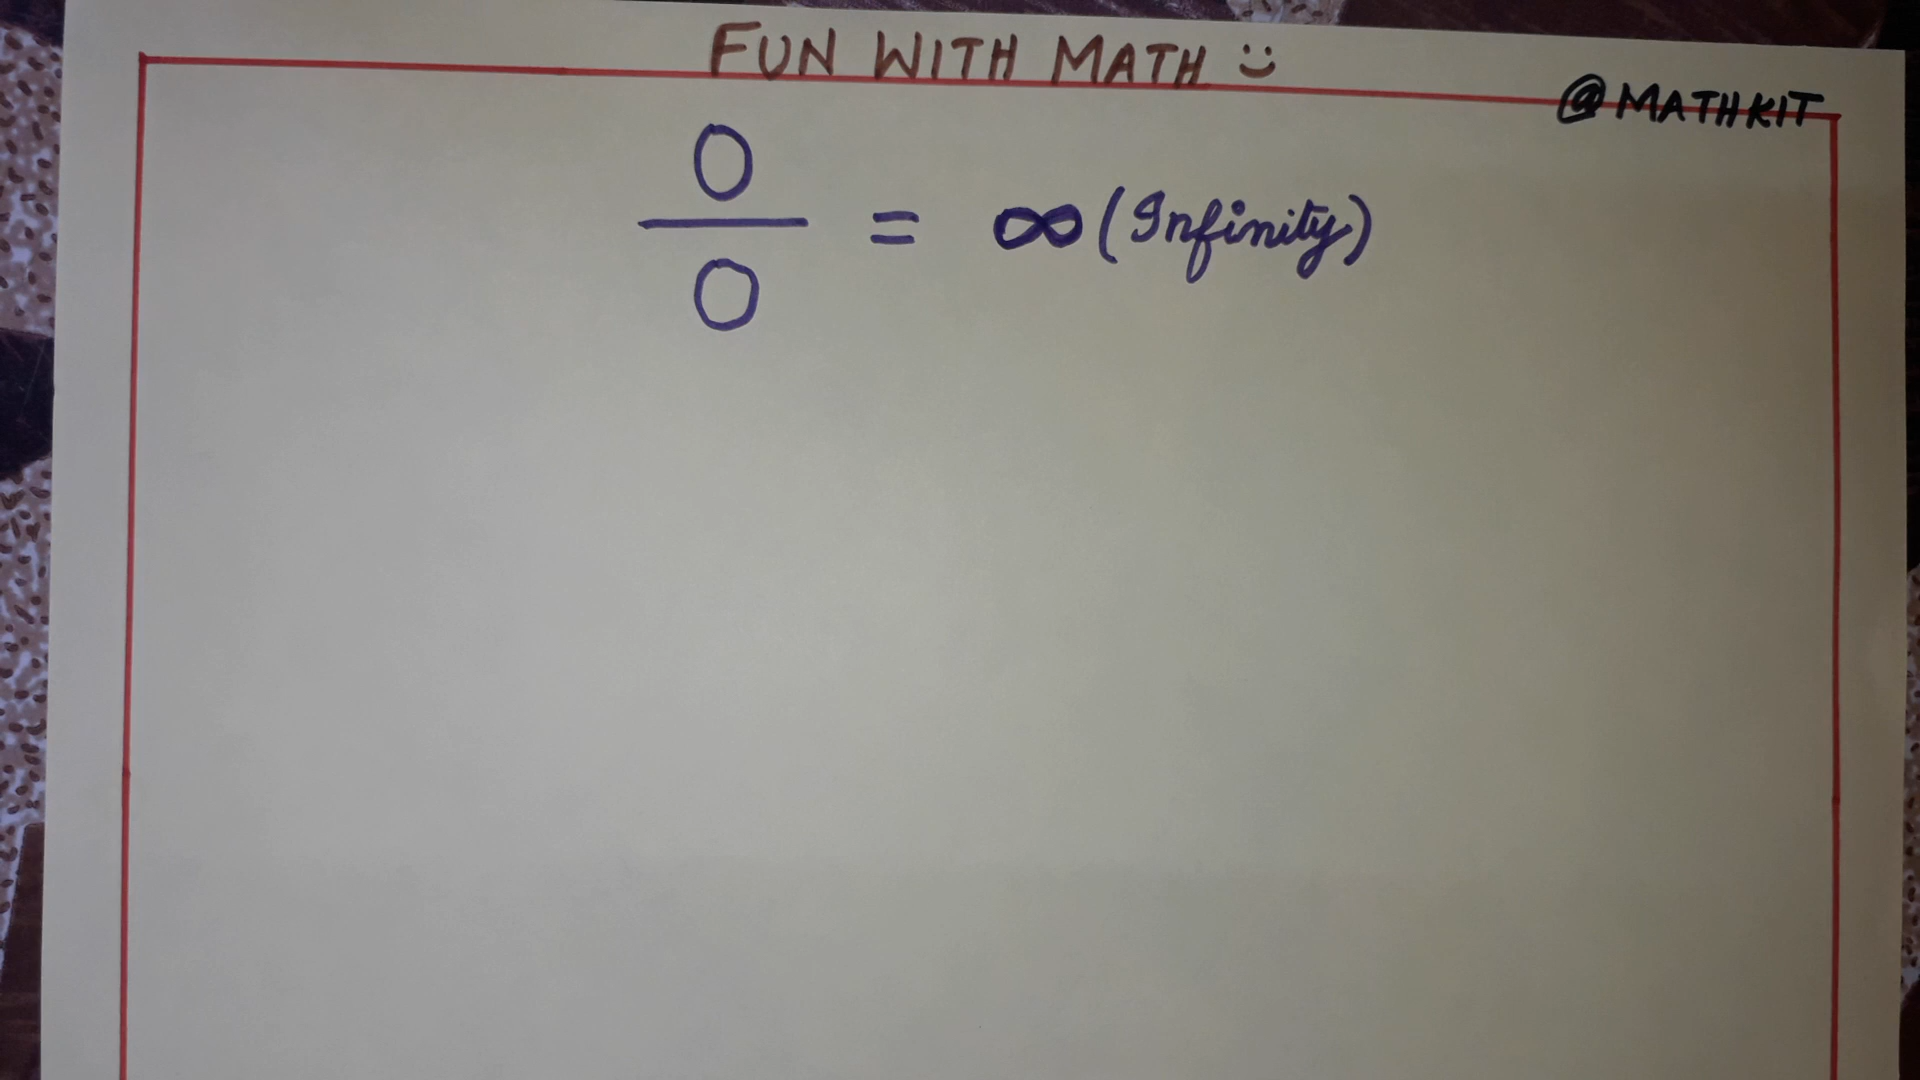 FUN WITH MATH :)
@MATHKIT
0
0
= ∞ (Infinity)